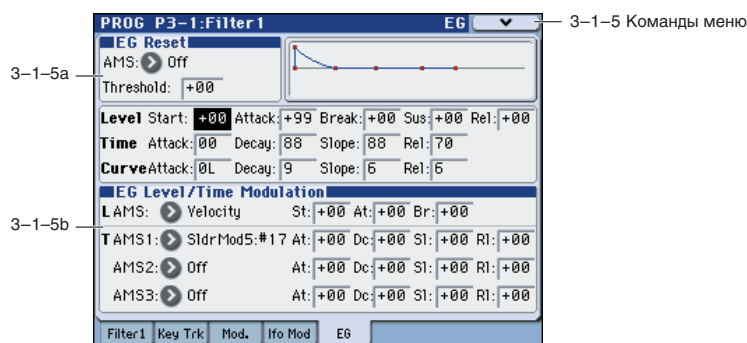 PROG P3-1:Filter1 EG
3–1–5 Команды меню
EG Reset
AMS: Off
3–1–5a
Threshold: +00
Level Start: +00 Attack: +99 Break: +00 Sus: +00 Rel: +00
Time Attack: 00 Decay: 88 Slope: 88 Rel: 70
Curve Attack: 0L Decay: 9 Slope: 6 Rel: 6
EG Level/Time Modulation
L AMS: Velocity St: +00 At: +00 Br: +00
3–1–5b
T AMS1: SldrMod5:#17 At: +00 Dc: +00 Sl: +00 Rl: +00
AMS2: Off At: +00 Dc: +00 Sl: +00 Rl: +00
AMS3: Off At: +00 Dc: +00 Sl: +00 Rl: +00
Filter1 Key Trk Mod. lfo Mod EG